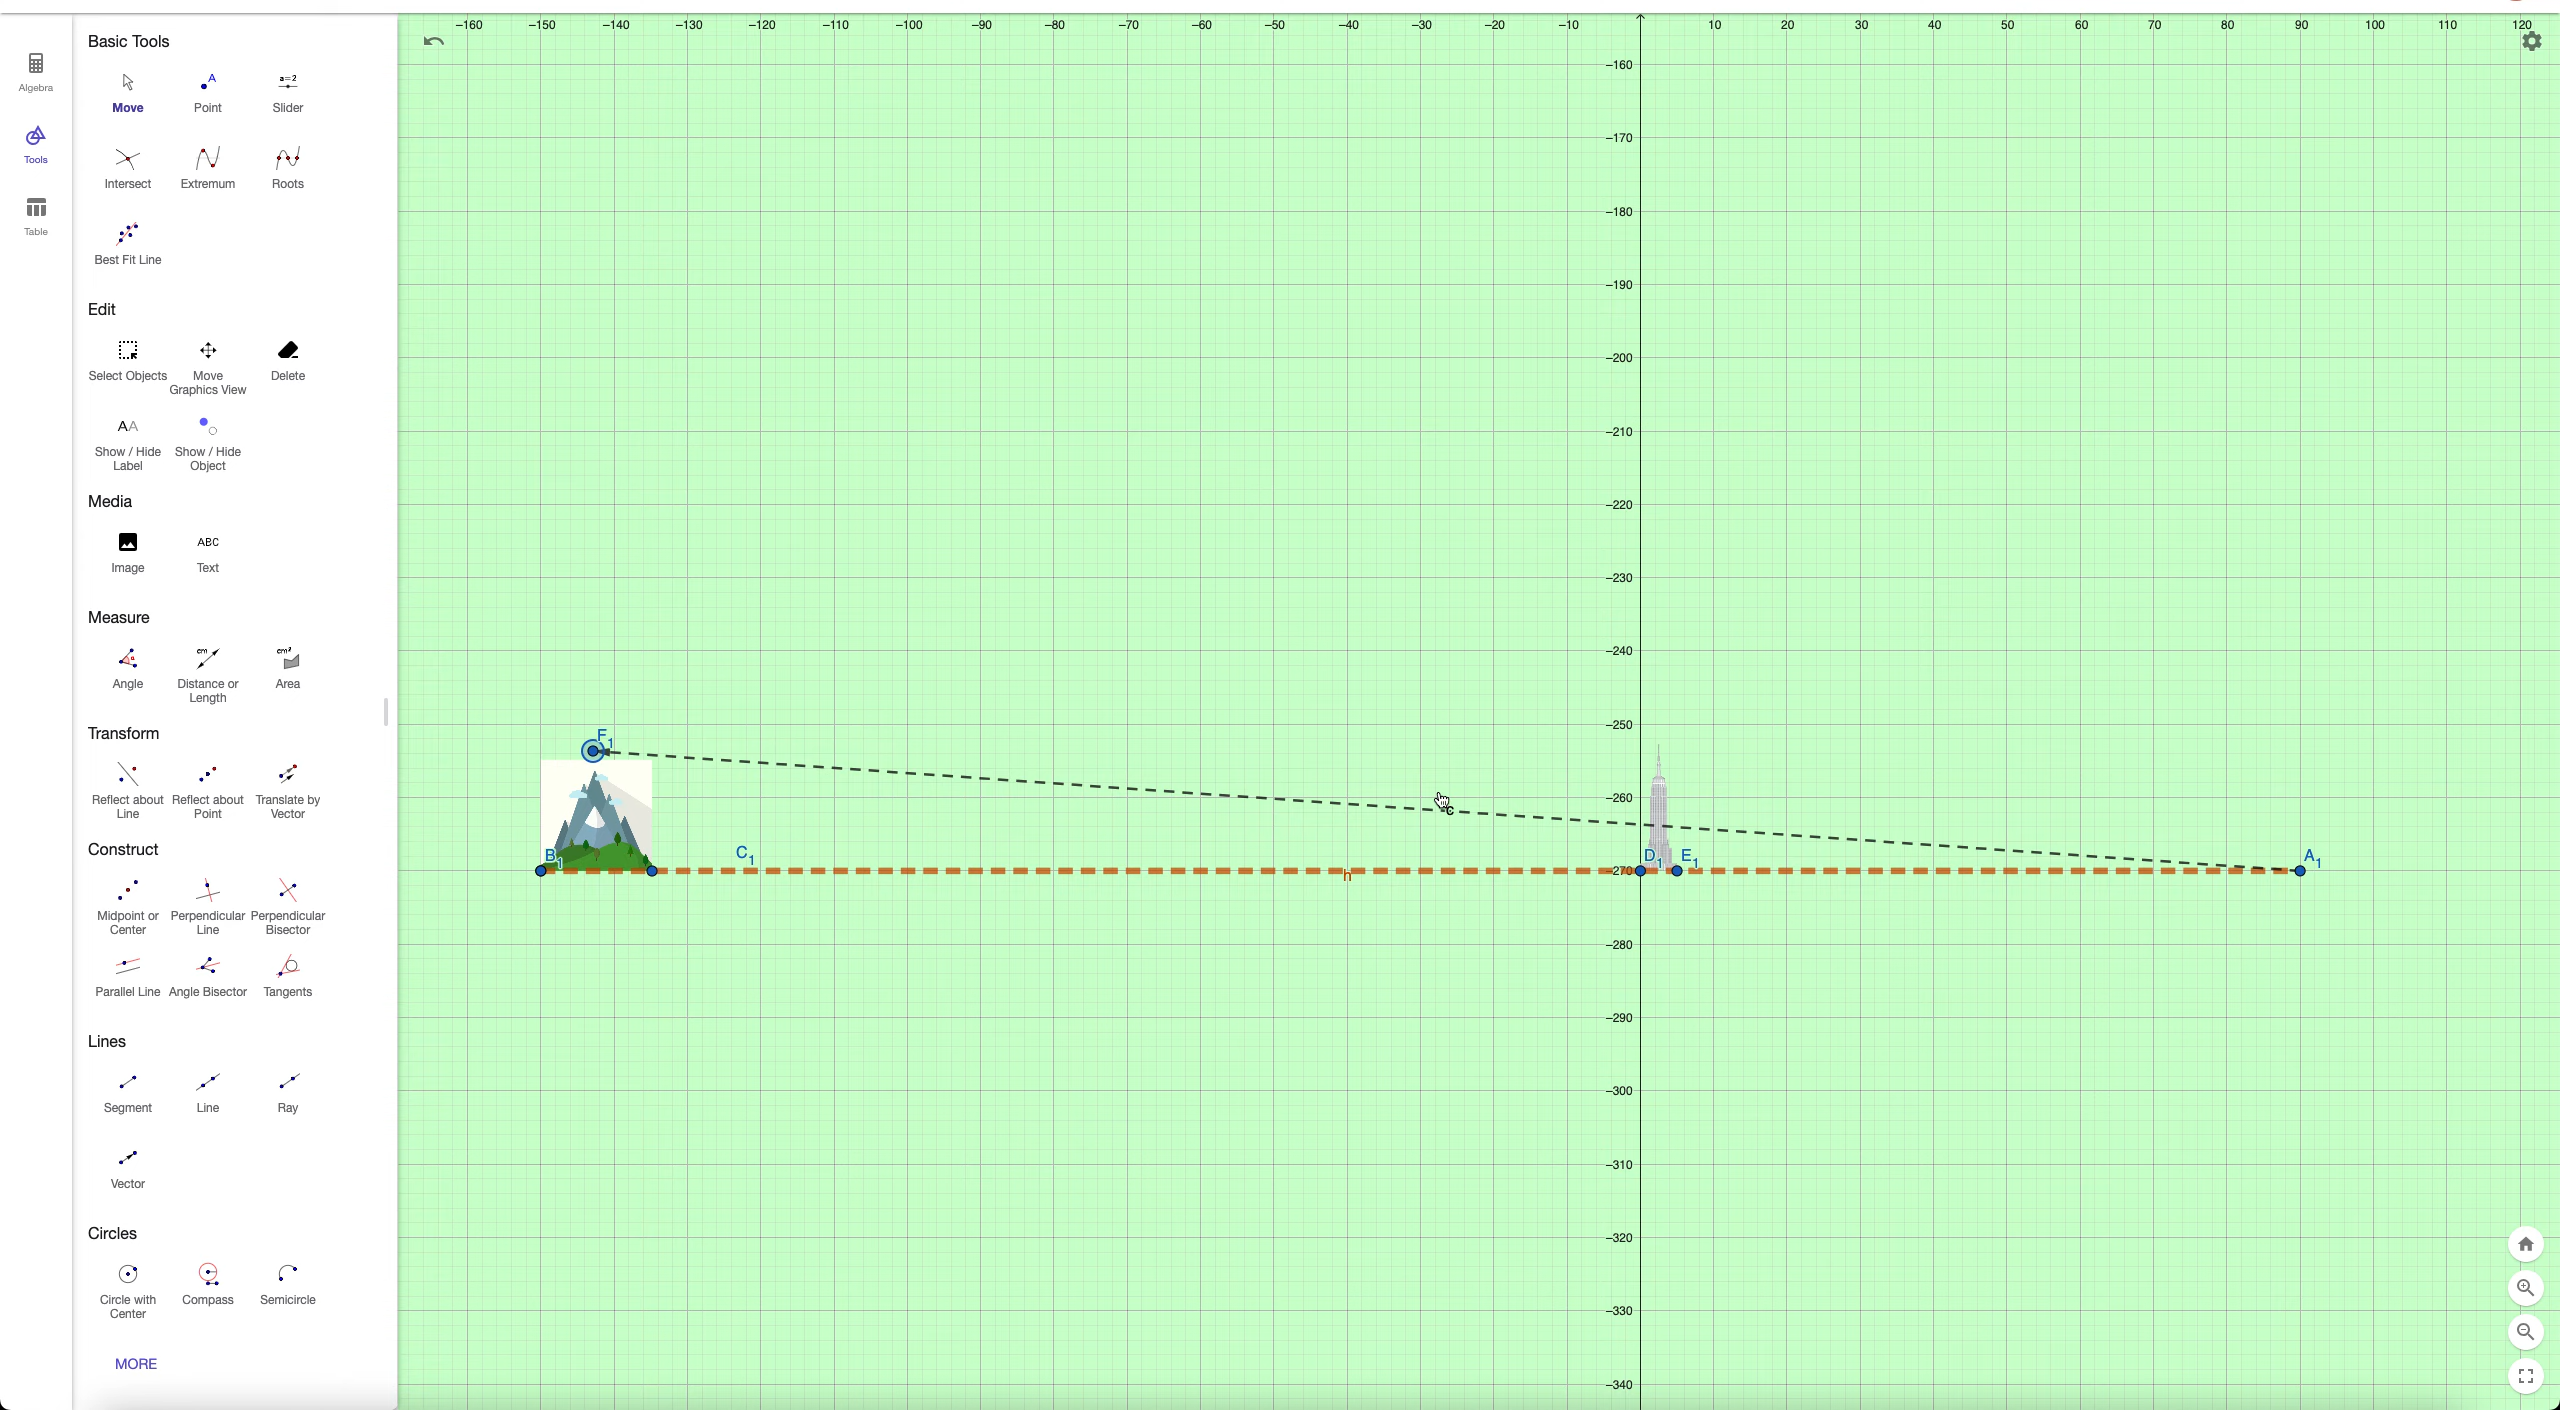 −160 −150 −140 −130 −120 −110 −100 −90 −80 −70 −60 −50 −40 −30 −20 −10 10 20 30 40 50 60 70 80 90 100 110 120
Algebra
Tools
Table
Basic Tools
Move Point Slider
Intersect Extremum Roots
Best Fit Line
Edit
Select Objects Move Graphics View Delete
AA
Show / Hide Label Show / Hide Object
Media
ABC
Image Text
Measure
cm cm²
Angle Distance or Length Area
Transform
Reflect about Line Reflect about Point Translate by Vector
Construct
Midpoint or Center Perpendicular Line Perpendicular Bisector
Parallel Line Angle Bisector Tangents
Lines
Segment Line Ray
Vector
Circles
Circle with Center Compass Semicircle
MORE
A
a=2
−160
−170
−180
−190
−200
−210
−220
−230
−240
−250
−260
−270
−280
−290
−300
−310
−320
−330
−340
F₁
c
B₁ C₁ D₁ E₁ A₁
h